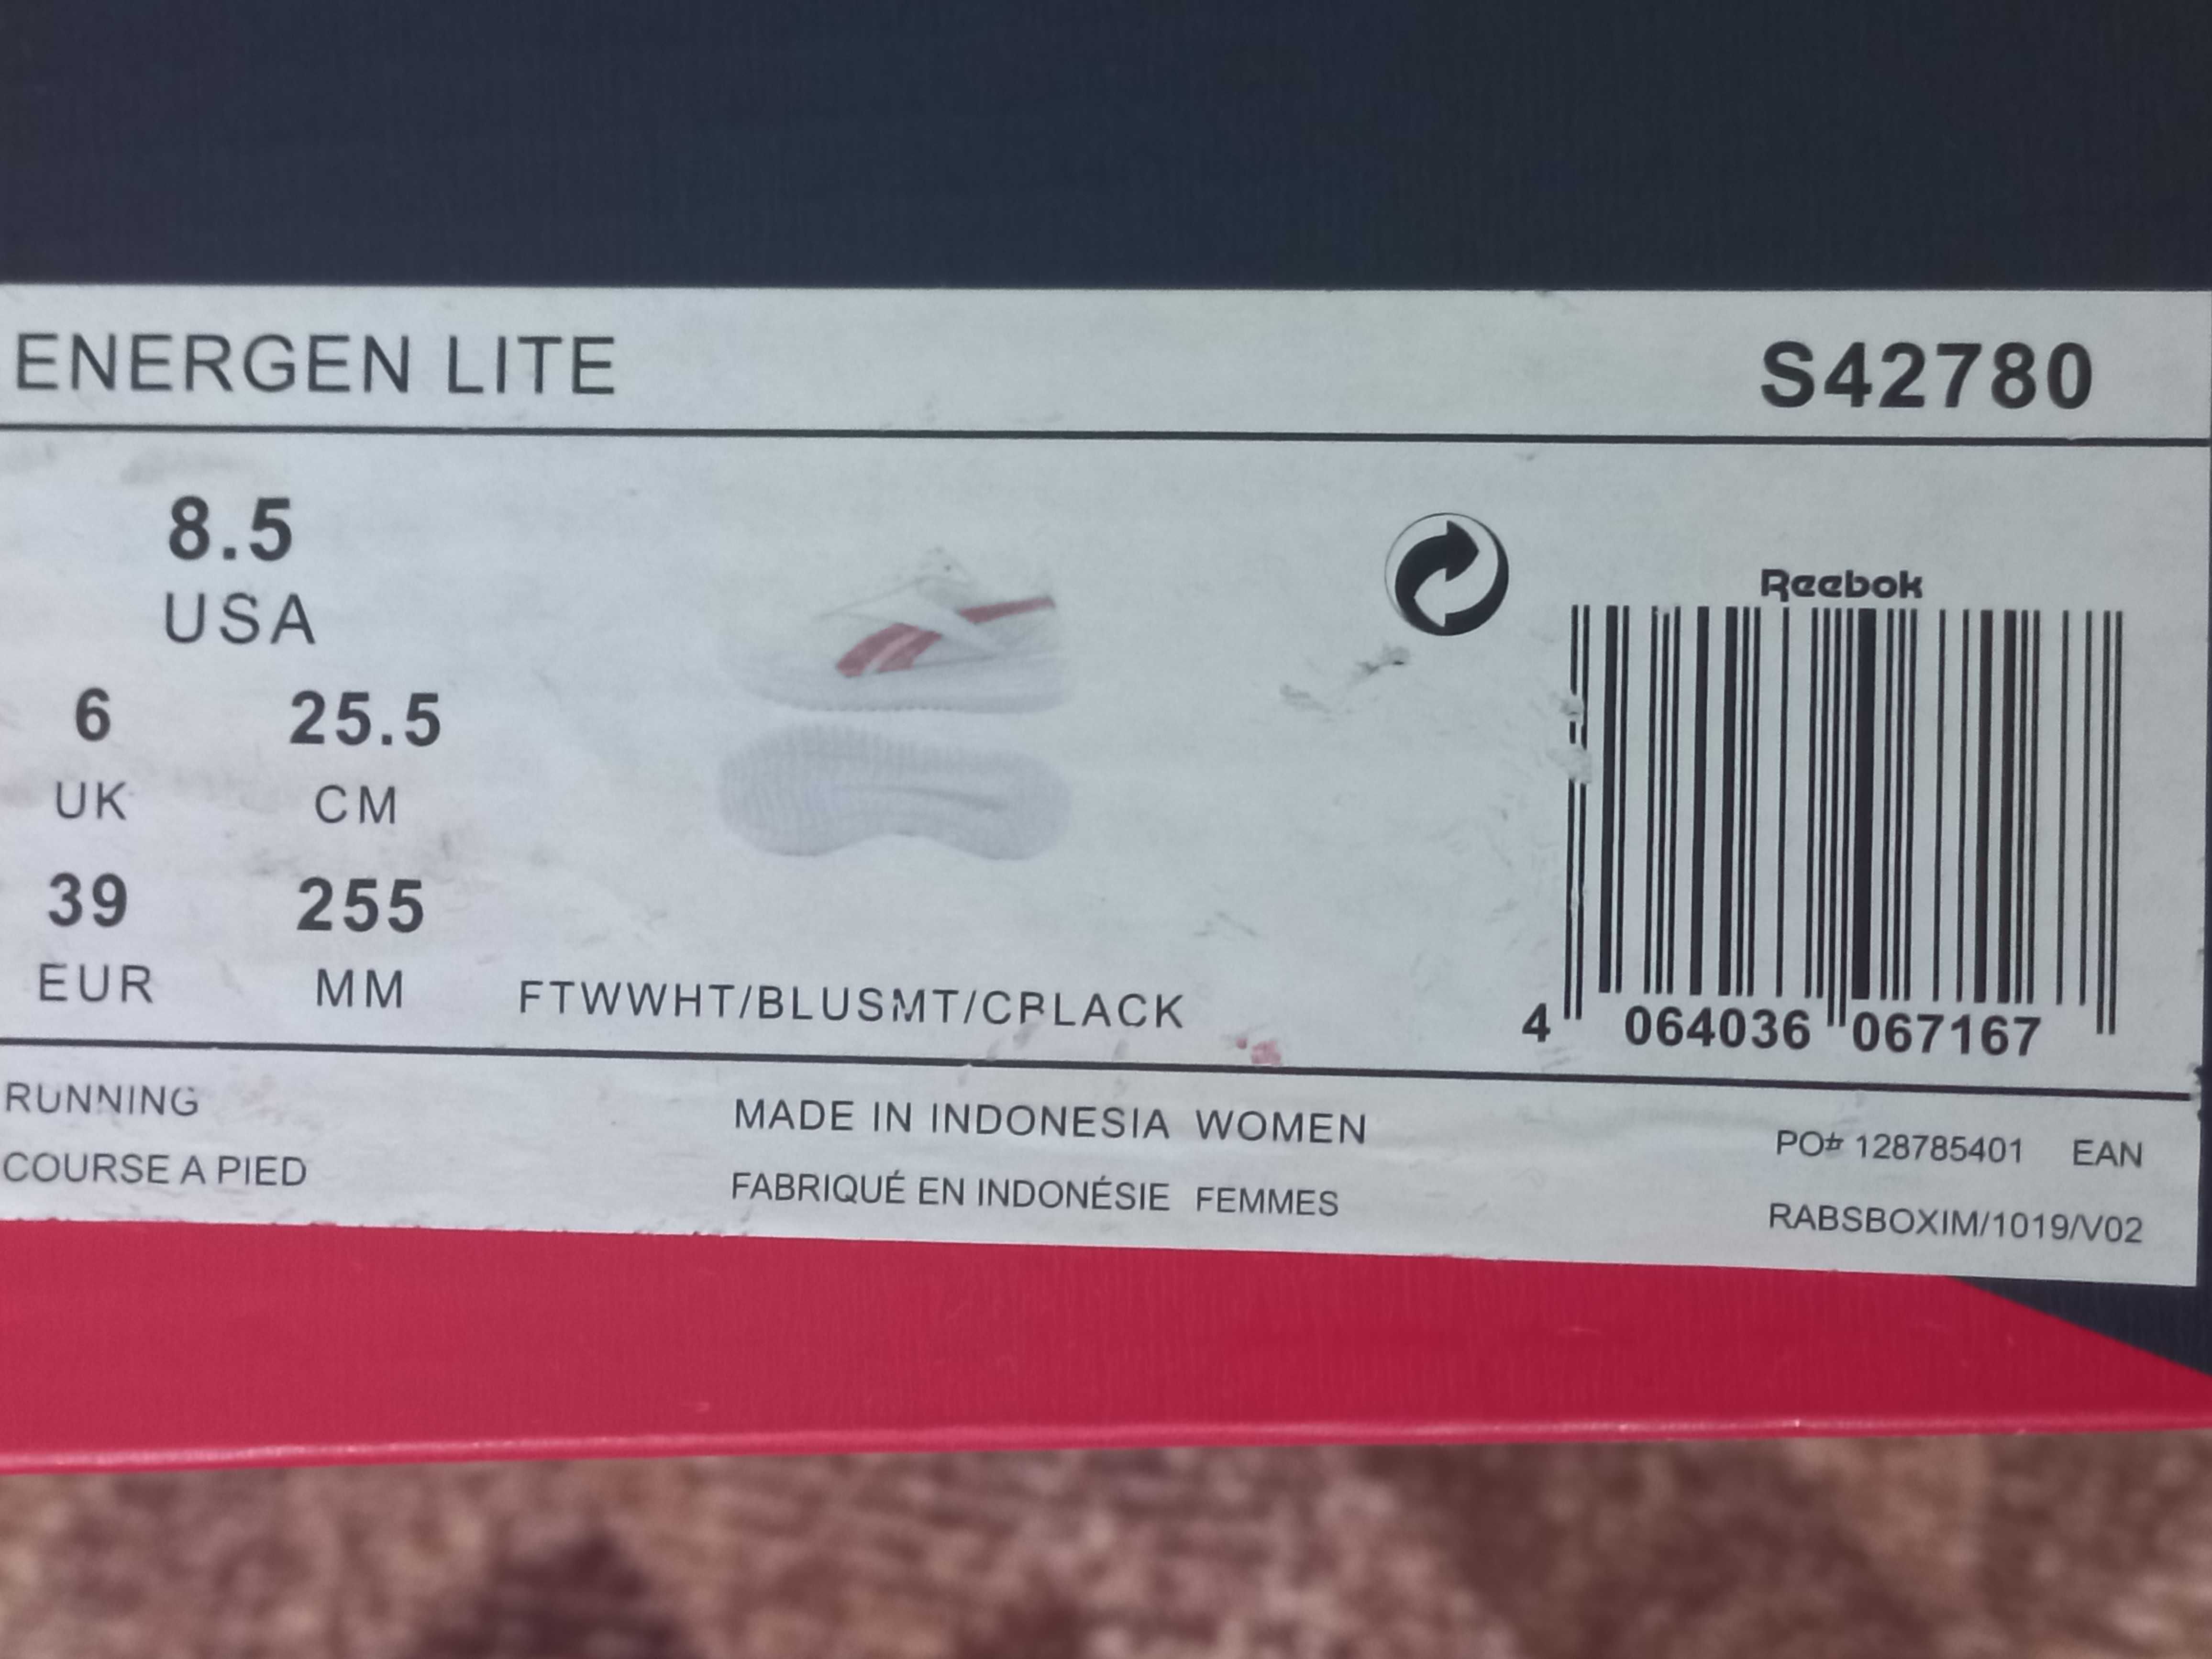 ENERGEN LITE
S42780
8.5
USA
6
25.5
UK
CM
39
255
EUR
MM
FTWWHT/BLUSMT/CBLACK
Reebok
4 064036 067167
RUNNING
COURSE A PIED
MADE IN INDONESIA WOMEN
FABRIQUÉ EN INDONÉSIE FEMMES
PO# 128785401 EAN
RABSBOXIM/1019/V02